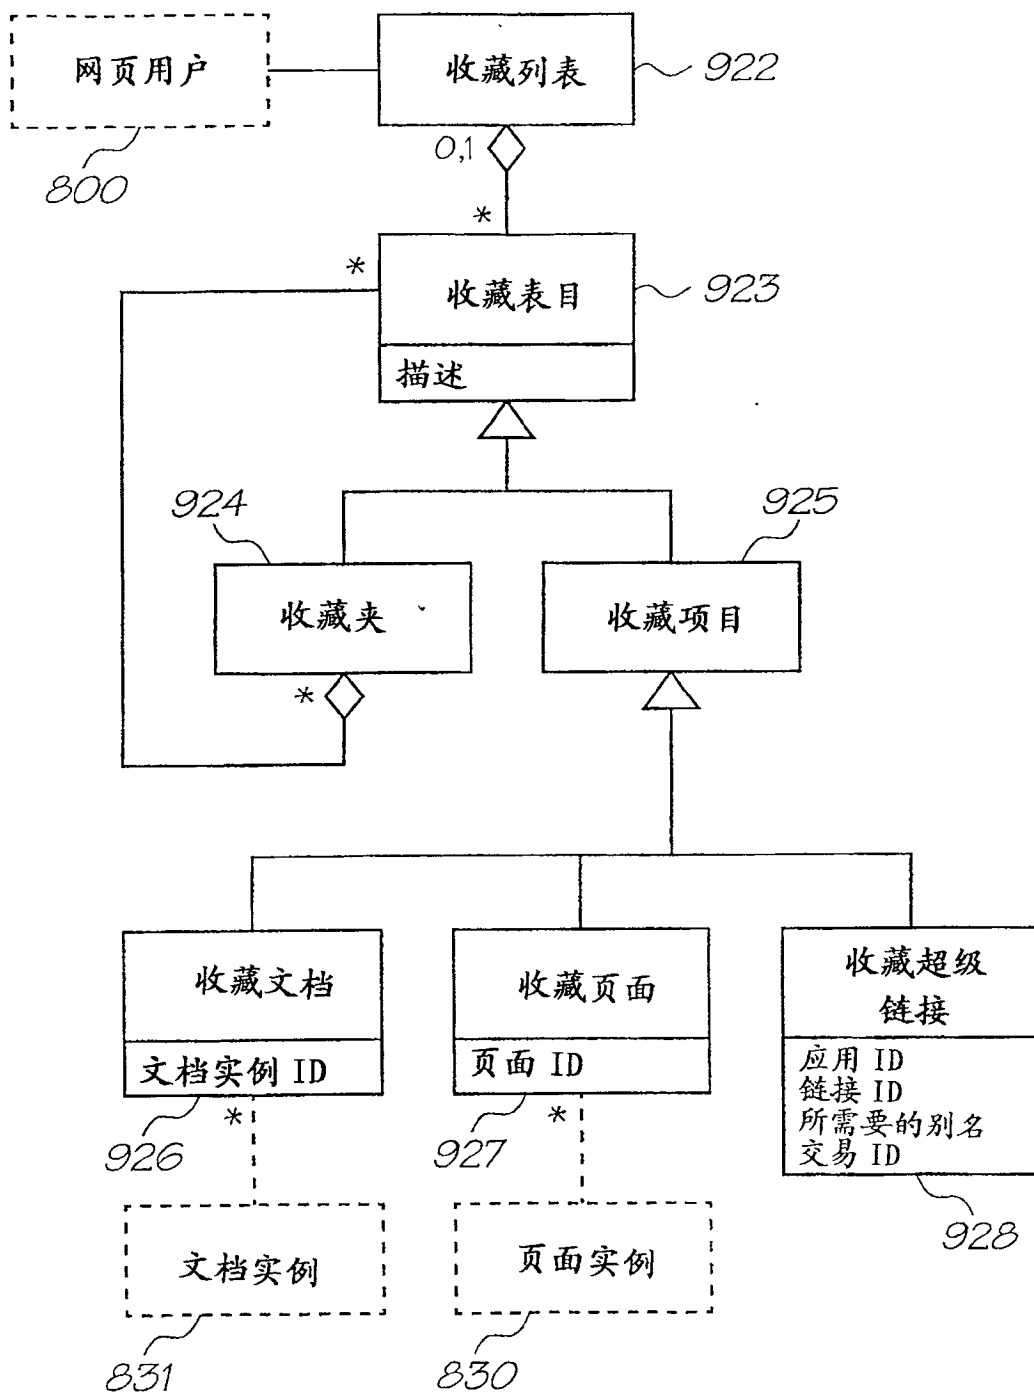 网页用户
收藏列表
922
800
0,1
*
*
收藏表目
923
描述
924
925
收藏夹
收藏项目
*
收藏文档
收藏页面
收藏超级
链接
文档实例 ID
页面 ID
应用 ID
链接 ID
所需要的别名
交易 ID
926
*
927
*
928
文档实例
页面实例
831
830